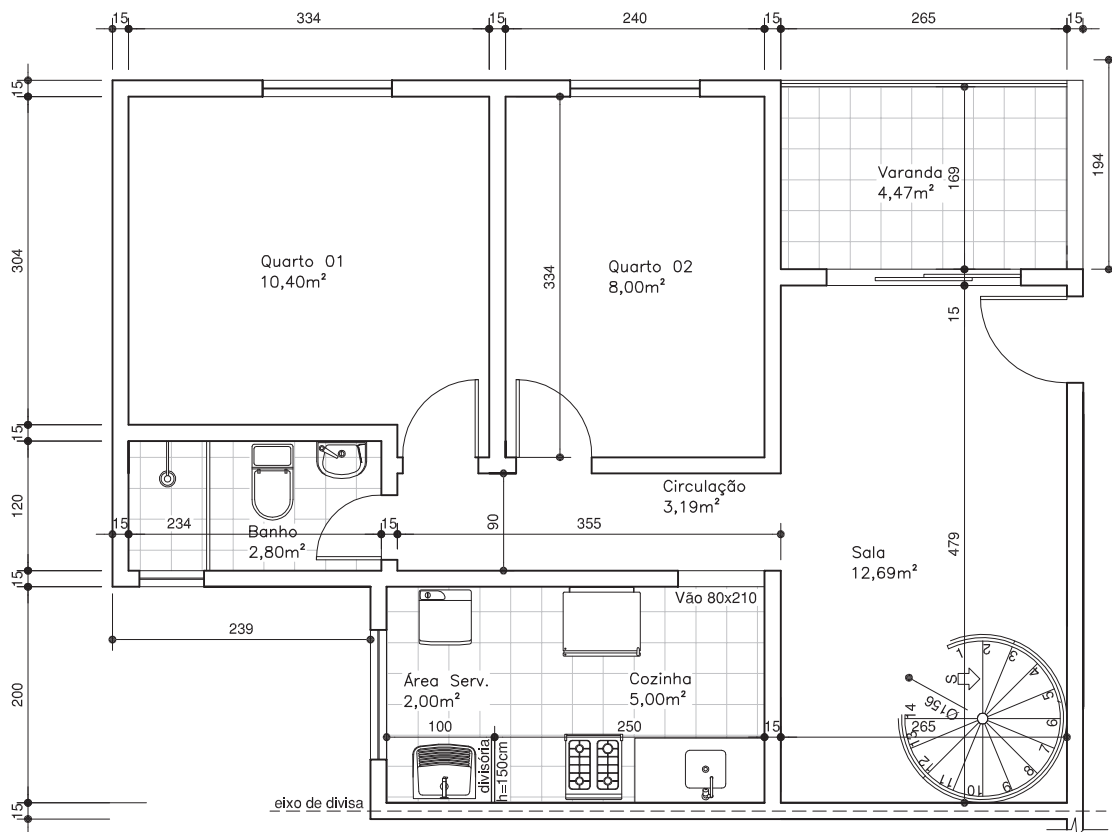 15
334
15
240
15
265
15
15
304
15
120
15
200
15
194
Quarto 01
10,40m²
334
Quarto 02
8,00m²
Varanda
4,47m²
169
15
Circulação
3,19m²
15
234
15
90
355
Banho
2,80m²
Sala
12,69m²
479
239
Vão 80x210
Área Serv.
2,00m²
Cozinha
5,00m²
100
250
15
265
divisória
h=150cm
S
Ø156
1
2
3
4
5
6
7
8
9
10
11
12
13
14
eixo de divisa